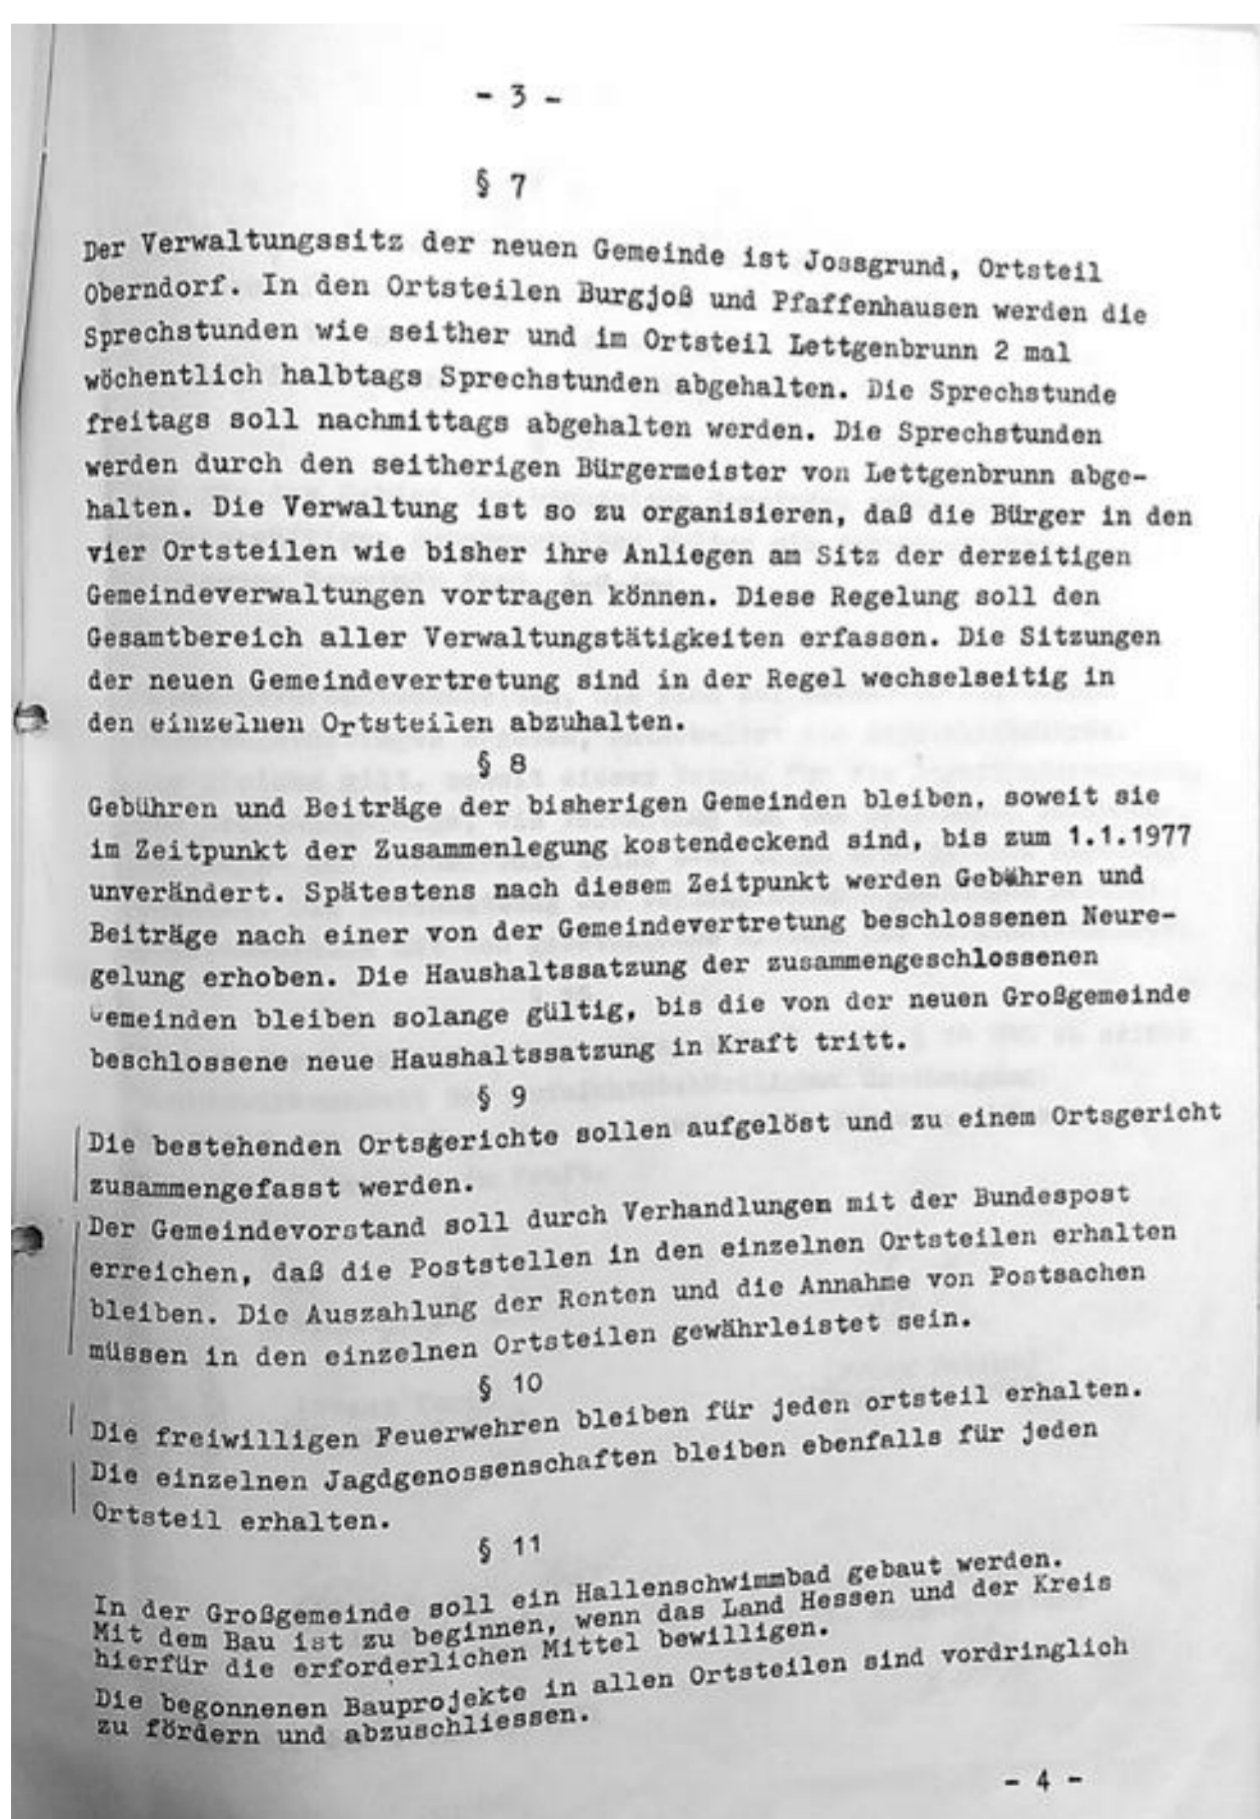 - 3 -
§ 7
Der Verwaltungssitz der neuen Gemeinde ist Jossgrund, Ortsteil
Oberndorf. In den Ortsteilen Burgjoß und Pfaffenhausen werden die
Sprechstunden wie seither und im Ortsteil Lettgenbrunn 2 mal
wöchentlich halbtags Sprechstunden abgehalten. Die Sprechstunde
freitags soll nachmittags abgehalten werden. Die Sprechstunden
werden durch den seitherigen Bürgermeister von Lettgenbrunn abge-
halten. Die Verwaltung ist so zu organisieren, daß die Bürger in den
vier Ortsteilen wie bisher ihre Anliegen am Sitz der derzeitigen
Gemeindeverwaltungen vortragen können. Diese Regelung soll den
Gesamtbereich aller Verwaltungstätigkeiten erfassen. Die Sitzungen
der neuen Gemeindevertretung sind in der Regel wechselseitig in
den einzelnen Ortsteilen abzuhalten.
§ 8
Gebühren und Beiträge der bisherigen Gemeinden bleiben, soweit sie
im Zeitpunkt der Zusammenlegung kostendeckend sind, bis zum 1.1.1977
unverändert. Spätestens nach diesem Zeitpunkt werden Gebühren und
Beiträge nach einer von der Gemeindevertretung beschlossenen Neure-
gelung erhoben. Die Haushaltssatzung der zusammengeschlossenen
Gemeinden bleiben solange gültig, bis die von der neuen Großgemeinde
beschlossene neue Haushaltssatzung in Kraft tritt.
§ 9
Die bestehenden Ortsgerichte sollen aufgelöst und zu einem Ortsgericht
zusammengefasst werden.
Der Gemeindevorstand soll durch Verhandlungen mit der Bundespost
erreichen, daß die Poststellen in den einzelnen Ortsteilen erhalten
bleiben. Die Auszahlung der Renten und die Annahme von Postsachen
müssen in den einzelnen Ortsteilen gewährleistet sein.
§ 10
Die freiwilligen Feuerwehren bleiben für jeden ortsteil erhalten.
Die einzelnen Jagdgenossenschaften bleiben ebenfalls für jeden
Ortsteil erhalten.
§ 11
In der Großgemeinde soll ein Hallenschwimmbad gebaut werden.
Mit dem Bau ist zu beginnen, wenn das Land Hessen und der Kreis
hierfür die erforderlichen Mittel bewilligen.
Die begonnenen Bauprojekte in allen Ortsteilen sind vordringlich
zu fördern und abzuschliessen.
- 4 -